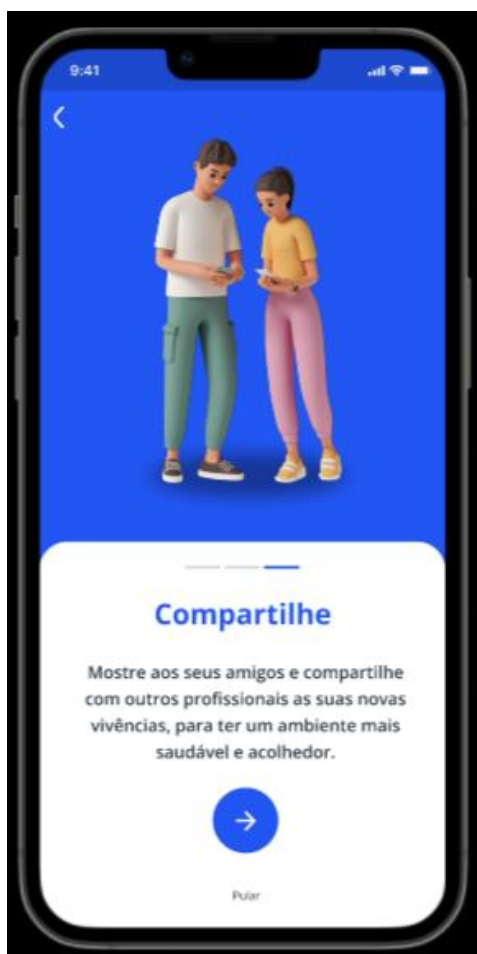 9:41
Compartilhe
Mostre aos seus amigos e compartilhe
com outros profissionais as suas novas
vivências, para ter um ambiente mais
saudável e acolhedor.
Pular